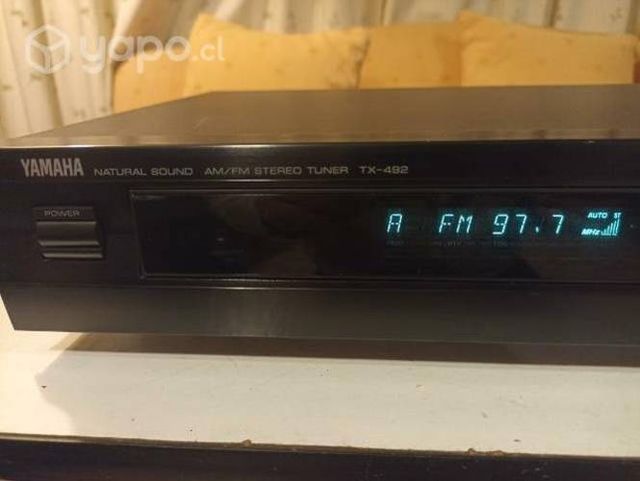 yapo.cl
YAMAHA NATURAL SOUND AM/FM STEREO TUNER TX-492
POWER
AUTO ST
A FM 97.7 MHz